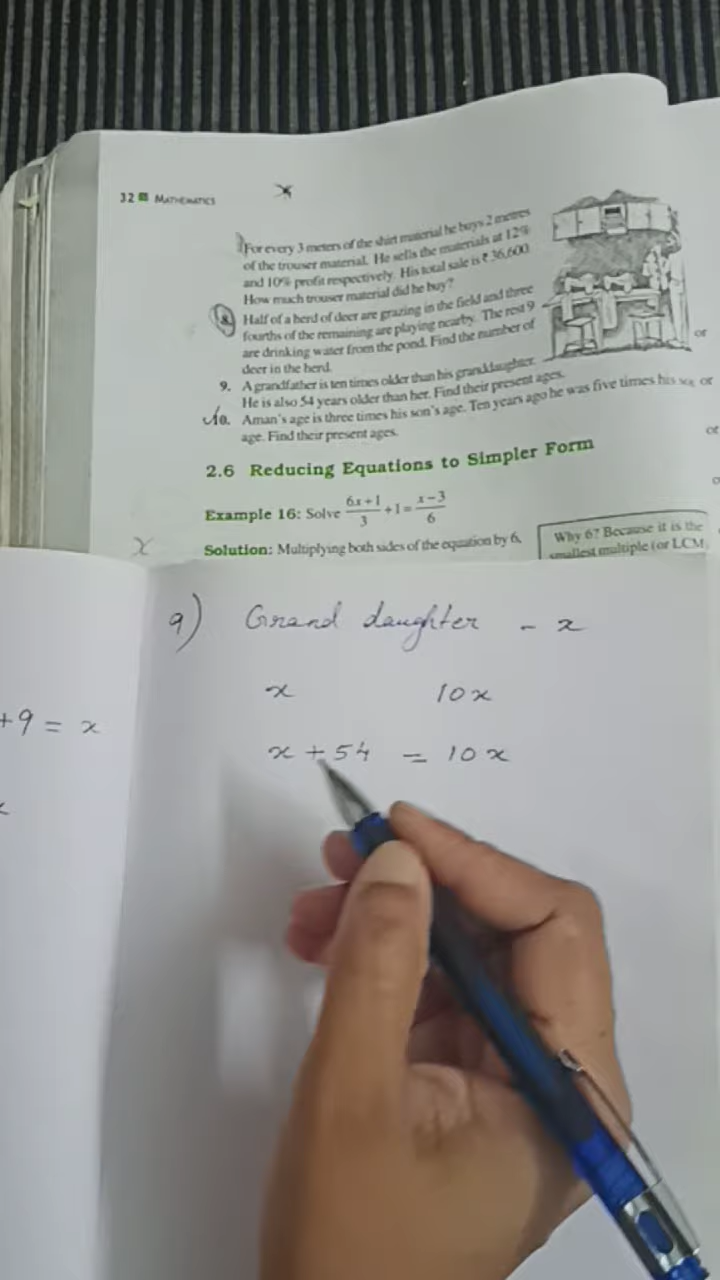 32 MATHEMATICS
For every 3 meters of the shirt material he buys 2 metres
of the trouser material. He sells the materials at 12%
and 10% profit respectively. His total sale is ₹ 36,600.
How much trouser material did he buy?
8. Half of a herd of deer are grazing in the field and three
fourths of the remaining are playing nearby. The rest 9
are drinking water from the pond. Find the number of
deer in the herd.
9. A grandfather is ten times older than his granddaughter.
He is also 54 years older than her. Find their present ages.
10. Aman's age is three times his son's age. Ten years ago he was five times his son's
age. Find their present ages.
or
or
or
2.6 Reducing Equations to Simpler Form
Example 16: Solve (6x+1)/3 + 1 = (x-3)/6
Solution: Multiplying both sides of the equation by 6,
Why 6? Because it is the
smallest multiple (or LCM)
x
9) Grand daughter - x
x 10x
x + 54 = 10x
+9 = x